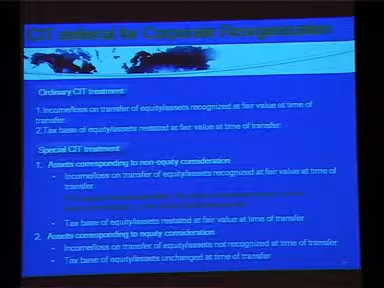 CIT deferral for Corporate Reorganization
Ordinary CIT treatment
1.Income/loss on transfer of equity/assets recognized at fair value at time of
transfer.
2.Tax base of equity/assets restated at fair value at time of transfer
Special CIT treatment
1. Assets corresponding to non-equity consideration:
- Income/loss on transfer of equity/assets recognized at fair value at time of
transfer
- Tax base of equity/assets restated at fair value at time of transfer
2. Assets corresponding to equity consideration:
- Income/loss on transfer of equity/assets not recognized at time of transfer
- Tax base of equity/assets unchanged at time of transfer